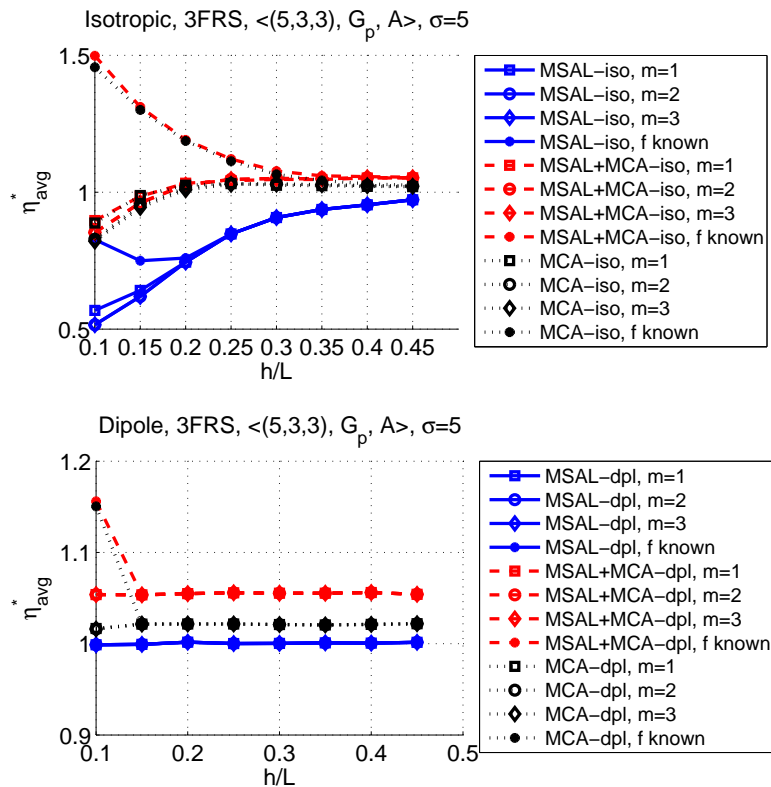 Isotropic, 3FRS, <(5,3,3), Gp, A>, σ=5
1.5
1
0.5
η*avg
0.1 0.15 0.2 0.25 0.3 0.35 0.4 0.45
h/L
MSAL−iso, m=1
MSAL−iso, m=2
MSAL−iso, m=3
MSAL−iso, f known
MSAL+MCA−iso, m=1
MSAL+MCA−iso, m=2
MSAL+MCA−iso, m=3
MSAL+MCA−iso, f known
MCA−iso, m=1
MCA−iso, m=2
MCA−iso, m=3
MCA−iso, f known
Dipole, 3FRS, <(5,3,3), Gp, A>, σ=5
1.2
1.1
1
0.9
η*avg
0.1 0.2 0.3 0.4 0.5
h/L
MSAL−dpl, m=1
MSAL−dpl, m=2
MSAL−dpl, m=3
MSAL−dpl, f known
MSAL+MCA−dpl, m=1
MSAL+MCA−dpl, m=2
MSAL+MCA−dpl, m=3
MSAL+MCA−dpl, f known
MCA−dpl, m=1
MCA−dpl, m=2
MCA−dpl, m=3
MCA−dpl, f known